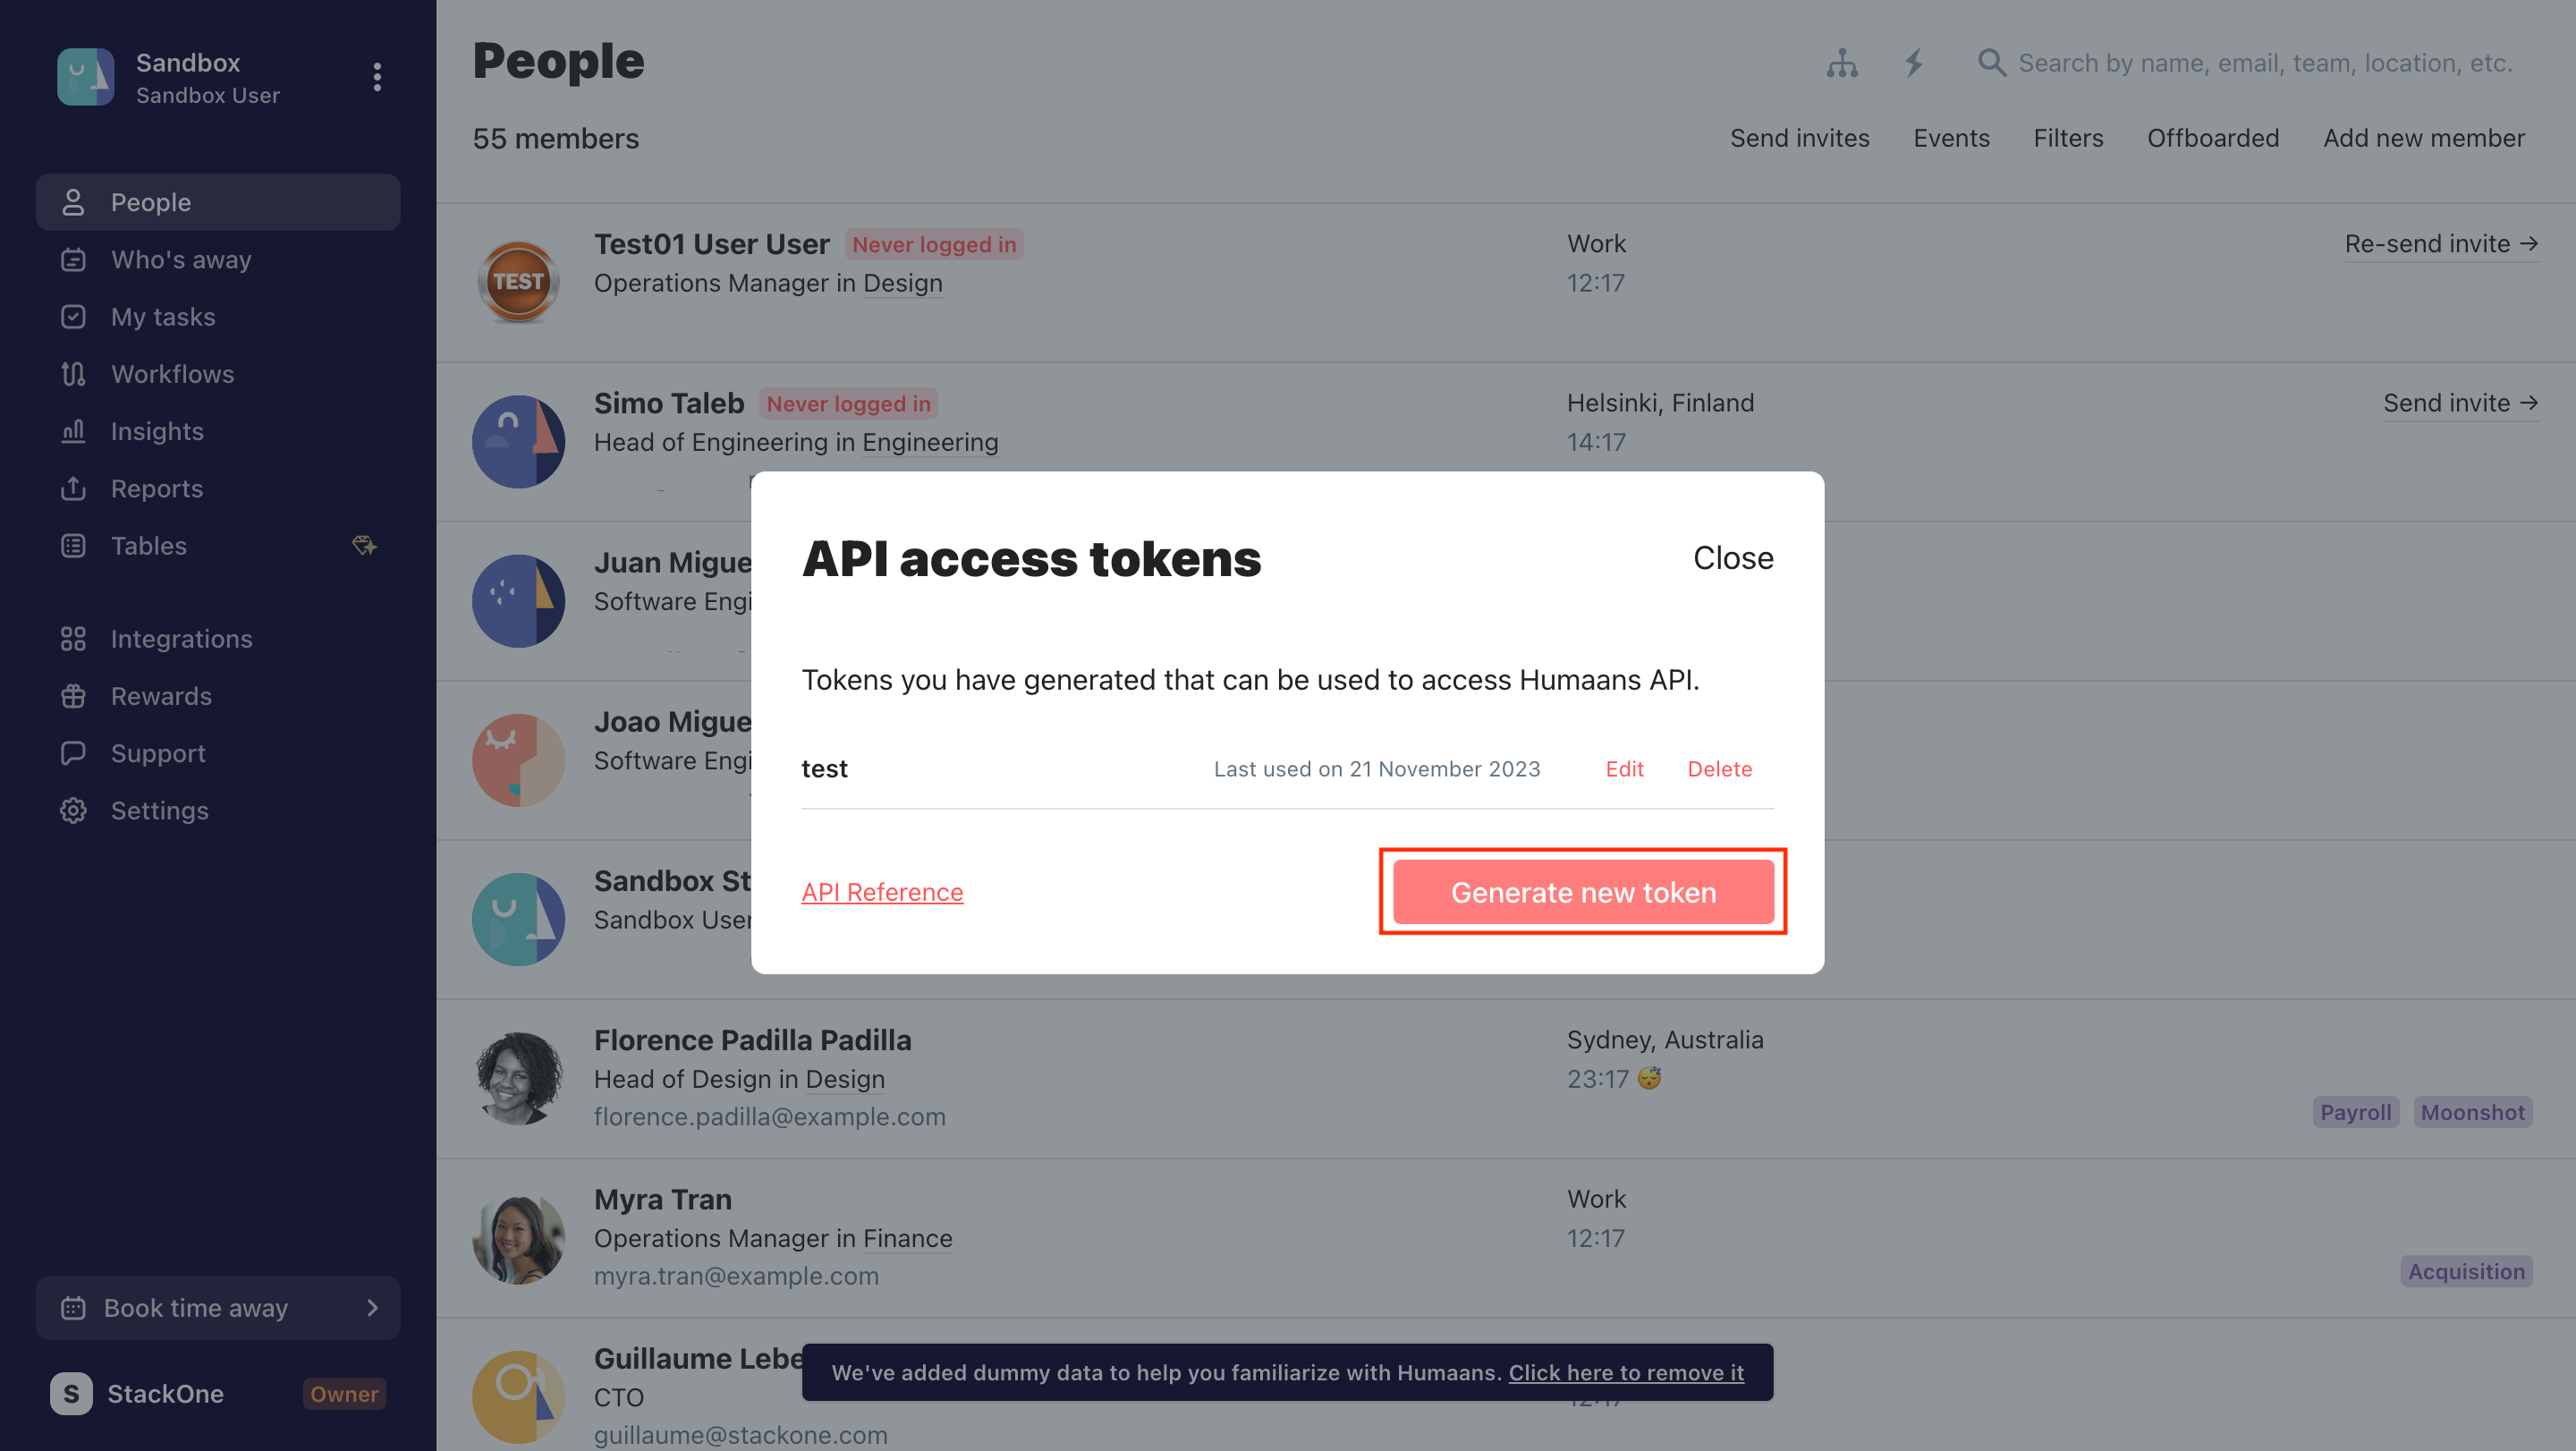 Sandbox
Sandbox User
People
Who's away
My tasks
Workflows
Insights
Reports
Tables
Integrations
Rewards
Support
Settings
Book time away
S StackOne Owner
People
Search by name, email, team, location, etc.
55 members
Send invites Events Filters Offboarded Add new member
TEST
Test01 User User Never logged in Work Re-send invite →
Operations Manager in Design 12:17
Simo Taleb Never logged in Helsinki, Finland Send invite →
Head of Engineering in Engineering 14:17
Juan Migue
Software Engi
Joao Migue
Software Engi
Sandbox St
Sandbox User
API access tokens Close
Tokens you have generated that can be used to access Humaans API.
test Last used on 21 November 2023 Edit Delete
API Reference Generate new token
Florence Padilla Padilla Sydney, Australia
Head of Design in Design 23:17 😴
florence.padilla@example.com
Payroll Moonshot
Myra Tran Work
Operations Manager in Finance 12:17
myra.tran@example.com
Acquisition
Guillaume Lebe
CTO
guillaume@stackone.com
We've added dummy data to help you familiarize with Humaans. Click here to remove it